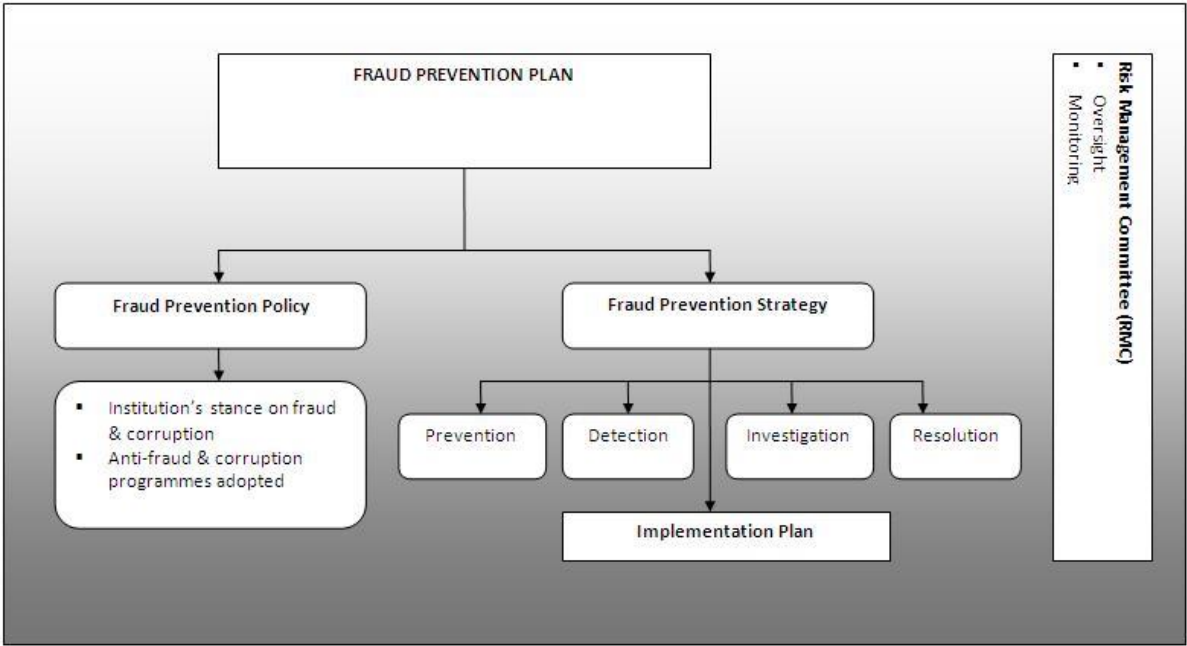 FRAUD PREVENTION PLAN
Fraud Prevention Policy
▪ Institution's stance on fraud
& corruption
▪ Anti-fraud & corruption
programmes adopted
Fraud Prevention Strategy
Prevention
Detection
Investigation
Resolution
Implementation Plan
Risk Management Committee (RMC)
▪ Oversight
▪ Monitoring